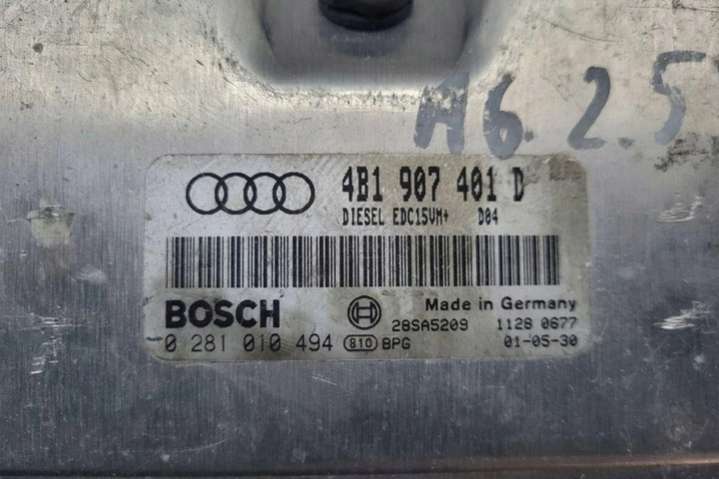 A6 2.5
4B1 907 401 D
DIESEL EDC15VM+ D04
BOSCH
Made in Germany
28SA5209 1128 0677
0 281 010 494 810 BPG 01-05-30